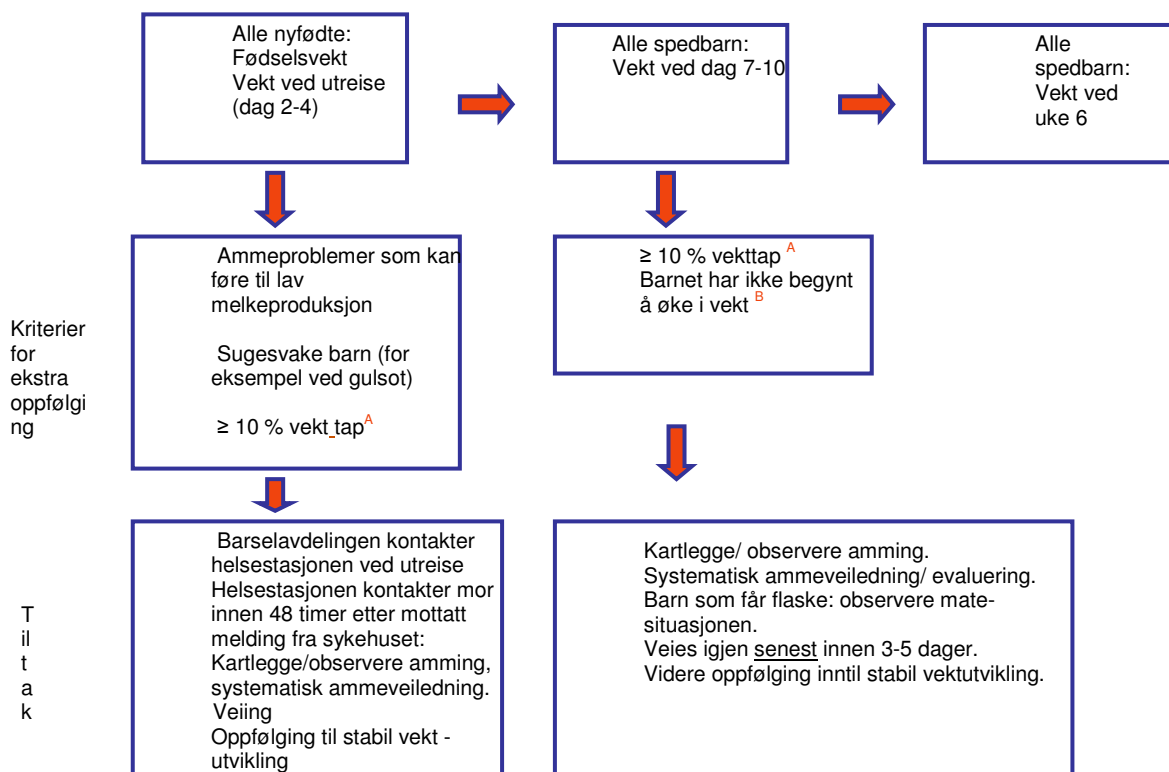 Alle nyfødte:
Fødselsvekt
Vekt ved utreise
(dag 2-4)
Alle spedbarn:
Vekt ved dag 7-10
Alle
spedbarn:
Vekt ved
uke 6
Kriterier
for
ekstra
oppfølgi
ng
Ammeproblemer som kan
føre til lav
melkeproduksjon
Sugesvake barn (for
eksempel ved gulsot)
≥ 10 % vekt tap A
≥ 10 % vekttap A
Barnet har ikke begynt
å øke i vekt B
T
il
t
a
k
Barselavdelingen kontakter
helsestasjonen ved utreise
Helsestasjonen kontakter mor
innen 48 timer etter mottatt
melding fra sykehuset:
Kartlegge/observere amming,
systematisk ammeveiledning.
Veiing
Oppfølging til stabil vekt -
utvikling
Kartlegge/ observere amming.
Systematisk ammeveiledning/ evaluering.
Barn som får flaske: observere mate-
situasjonen.
Veies igjen senest innen 3-5 dager.
Videre oppfølging inntil stabil vektutvikling.